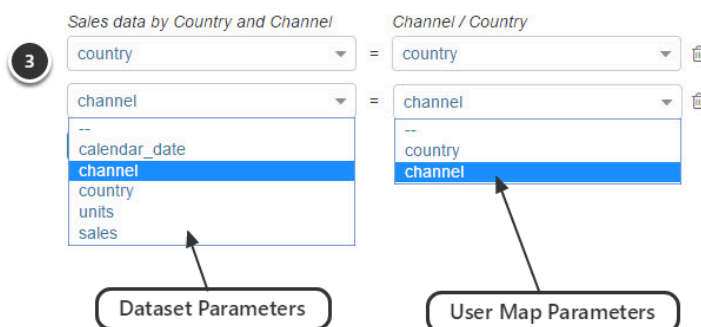 Sales data by Country and Channel Channel / Country
3
country = country
channel = channel
--
calendar_date
channel
country
units
sales
--
country
channel
Dataset Parameters
User Map Parameters